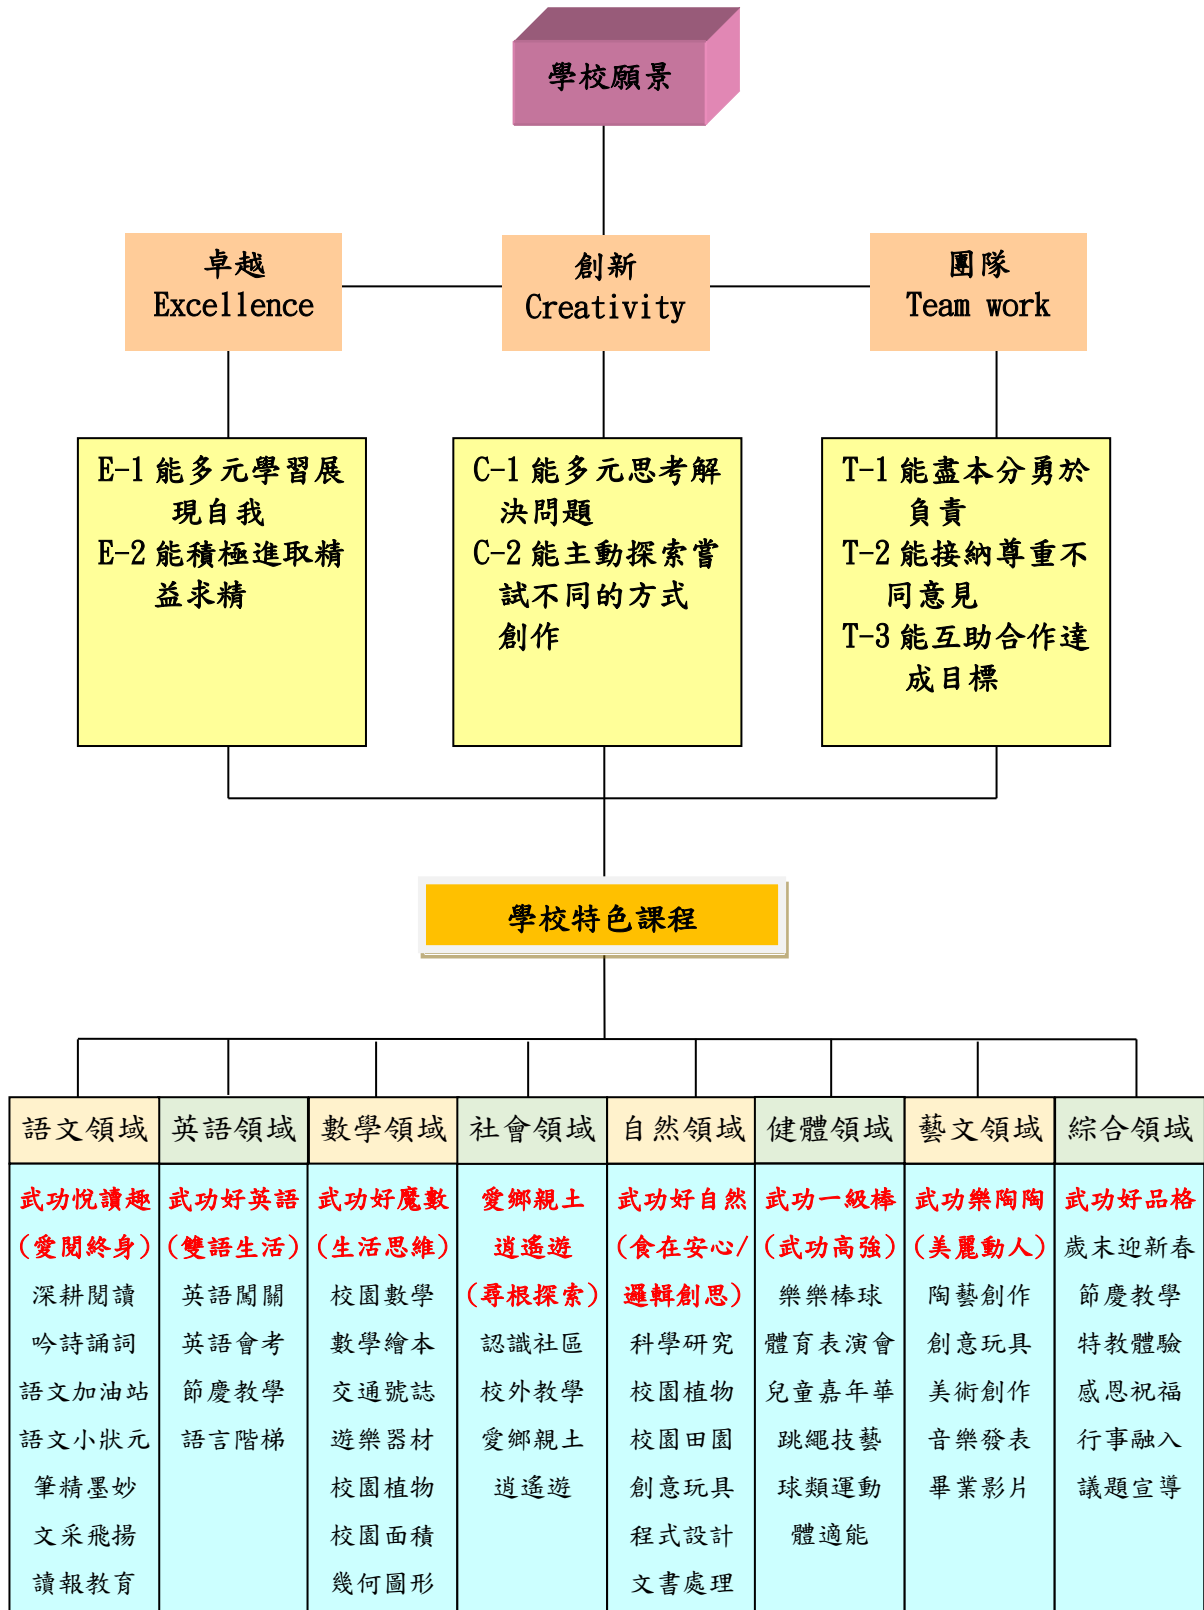 學校願景
卓越
Excellence
創新
Creativity
團隊
Team work
E-1 能多元學習展
現自我
E-2 能積極進取精
益求精
C-1 能多元思考解
決問題
C-2 能主動探索嘗
試不同的方式
創作
T-1 能盡本分勇於
負責
T-2 能接納尊重不
同意見
T-3 能互助合作達
成目標
學校特色課程
語文領域
武功悅讀趣
(愛閱終身)
深耕閱讀
吟詩誦詞
語文加油站
語文小狀元
筆精墨妙
文采飛揚
讀報教育
英語領域
武功好英語
(雙語生活)
英語闖關
英語會考
節慶教學
語言階梯
數學領域
武功好魔數
(生活思維)
校園數學
數學繪本
交通號誌
遊樂器材
校園植物
校園面積
幾何圖形
社會領域
愛鄉親土
逍遙遊
(尋根探索)
認識社區
校外教學
愛鄉親土
逍遙遊
自然領域
武功好自然
(食在安心/
邏輯創思)
科學研究
校園植物
校園田園
創意玩具
程式設計
文書處理
健體領域
武功一級棒
(武功高強)
樂樂棒球
體育表演會
兒童嘉年華
跳繩技藝
球類運動
體適能
藝文領域
武功樂陶陶
(美麗動人)
陶藝創作
創意玩具
美術創作
音樂發表
畢業影片
綜合領域
武功好品格
歲末迎新春
節慶教學
特教體驗
感恩祝福
行事融入
議題宣導